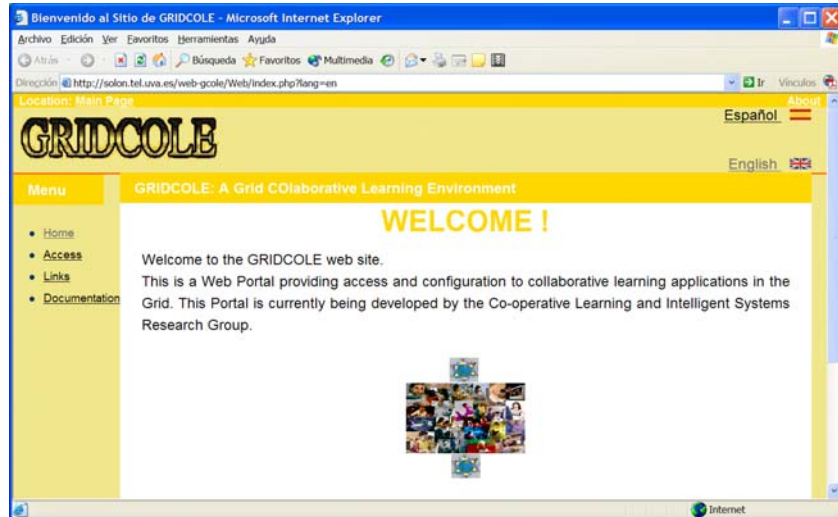 Bienvenido al Sitio de GRIDCOLE - Microsoft Internet Explorer
Archivo Edición Ver Favoritos Herramientas Ayuda
Atrás Búsqueda Favoritos Multimedia
Dirección http://solon.tel.uva.es/web-gcole/Web/index.php?lang=en Ir Vínculos
Location: Main Page About
Español
GRIDCOLE
English
Menu GRIDCOLE: A Grid COlaborative Learning Environment
WELCOME !
Home
Access
Links
Documentation
Welcome to the GRIDCOLE web site.
This is a Web Portal providing access and configuration to collaborative learning applications in the
Grid. This Portal is currently being developed by the Co-operative Learning and Intelligent Systems
Research Group.
Internet